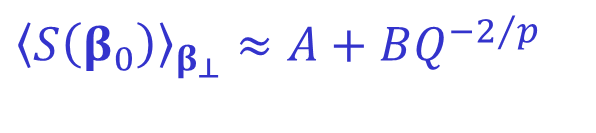 ⟨S(𝛃₀)⟩_𝛃⊥ ≈ A + BQ^{−2/p}